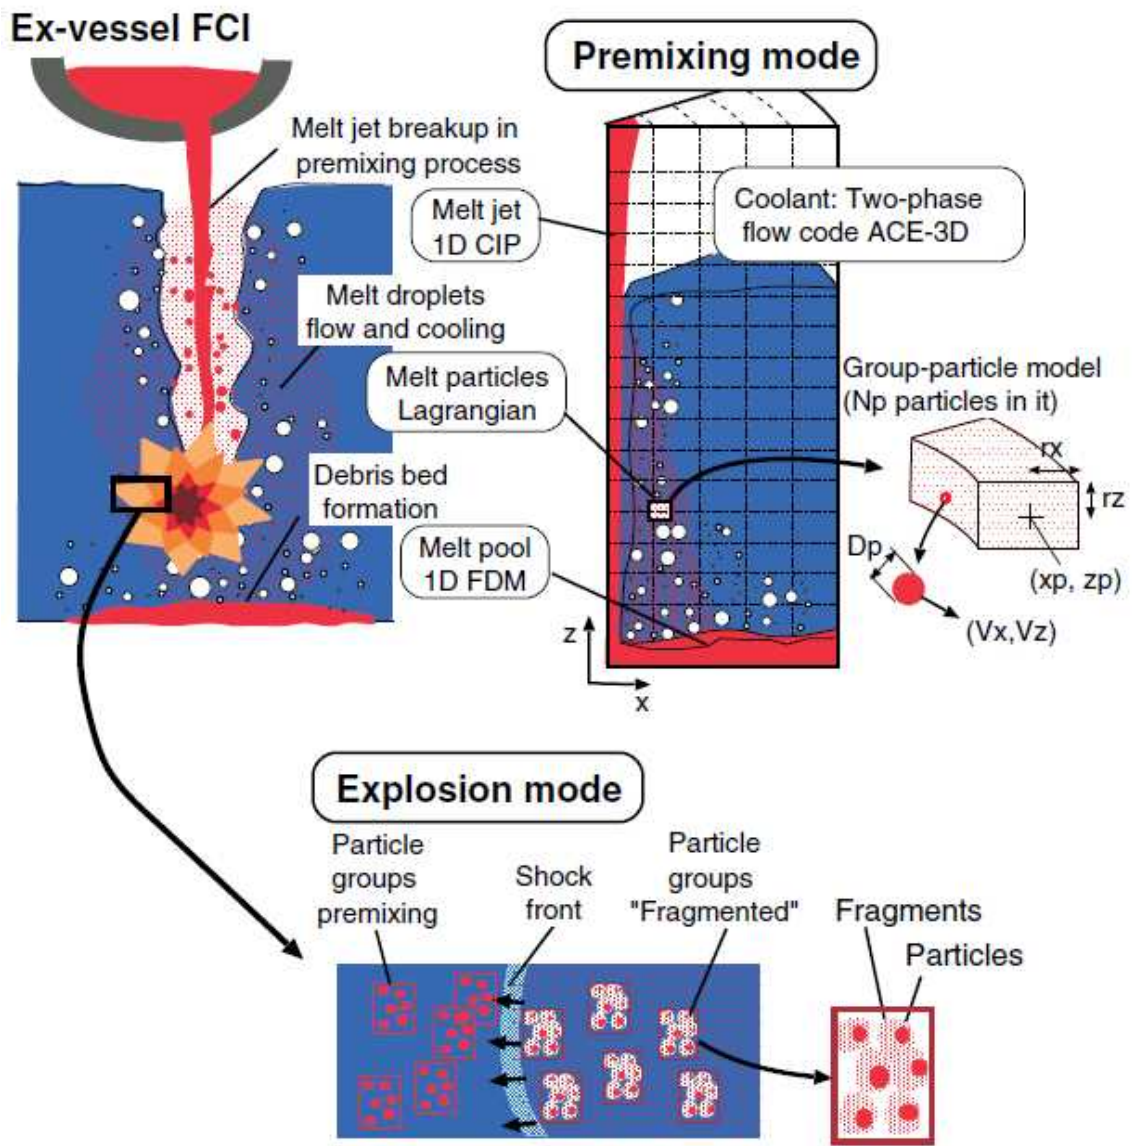 Ex-vessel FCI
Premixing mode
Melt jet breakup in
premixing process
Melt jet
1D CIP
Coolant: Two-phase
flow code ACE-3D
Melt droplets
flow and cooling
Melt particles
Lagrangian
Group-particle model
(Np particles in it)
rx
rz
Debris bed
formation
Melt pool
1D FDM
Dp
(xp, zp)
(Vx,Vz)
z
x
Explosion mode
Particle
groups
premixing
Shock
front
Particle
groups
"Fragmented"
Fragments
Particles